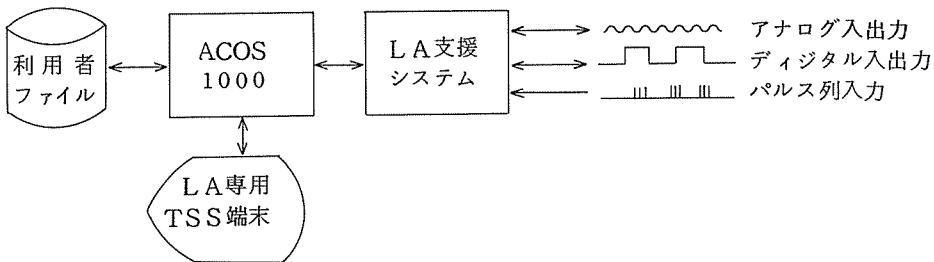 利用者
ファイル
ACOS
1000
LA支援
システム
アナログ入出力
ディジタル入出力
パルス列入力
LA専用
TSS端末